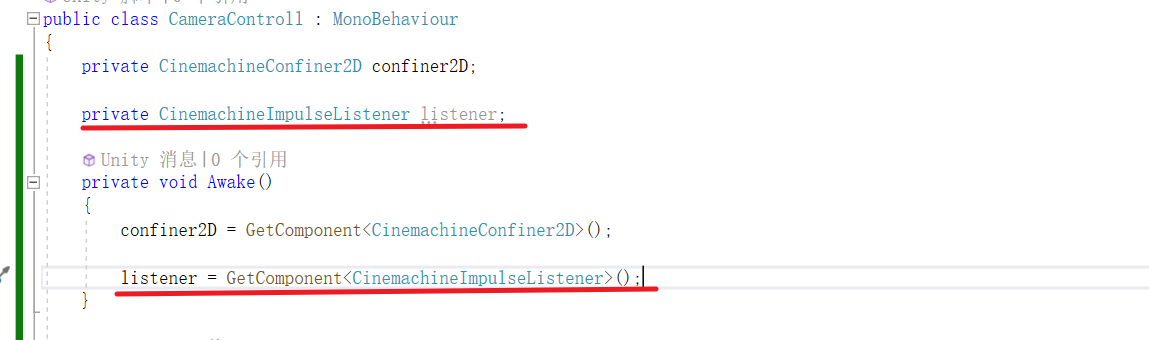 public class CameraControll : MonoBehaviour
{
private CinemachineConfiner2D confiner2D;
private CinemachineImpulseListener listener;
Unity 消息|0 个引用
private void Awake()
{
confiner2D = GetComponent<CinemachineConfiner2D>();
listener = GetComponent<CinemachineImpulseListener>();
}